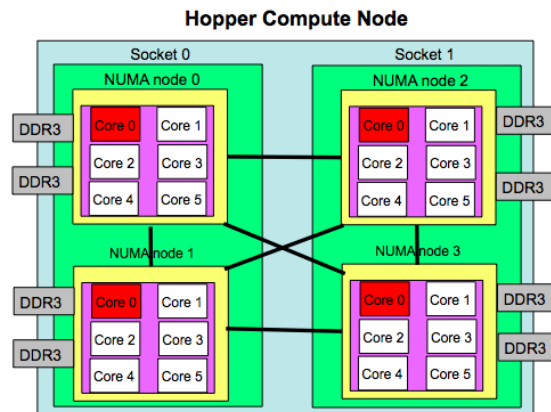 Hopper Compute Node
Socket 0
Socket 1
NUMA node 0
NUMA node 2
DDR3
Core 0
Core 1
Core 0
Core 1
DDR3
Core 2
Core 3
Core 2
Core 3
DDR3
DDR3
Core 4
Core 5
Core 4
Core 5
NUMA node 1
NUMA node 3
DDR3
Core 0
Core 1
Core 0
Core 1
DDR3
Core 2
Core 3
Core 2
Core 3
DDR3
DDR3
Core 4
Core 5
Core 4
Core 5